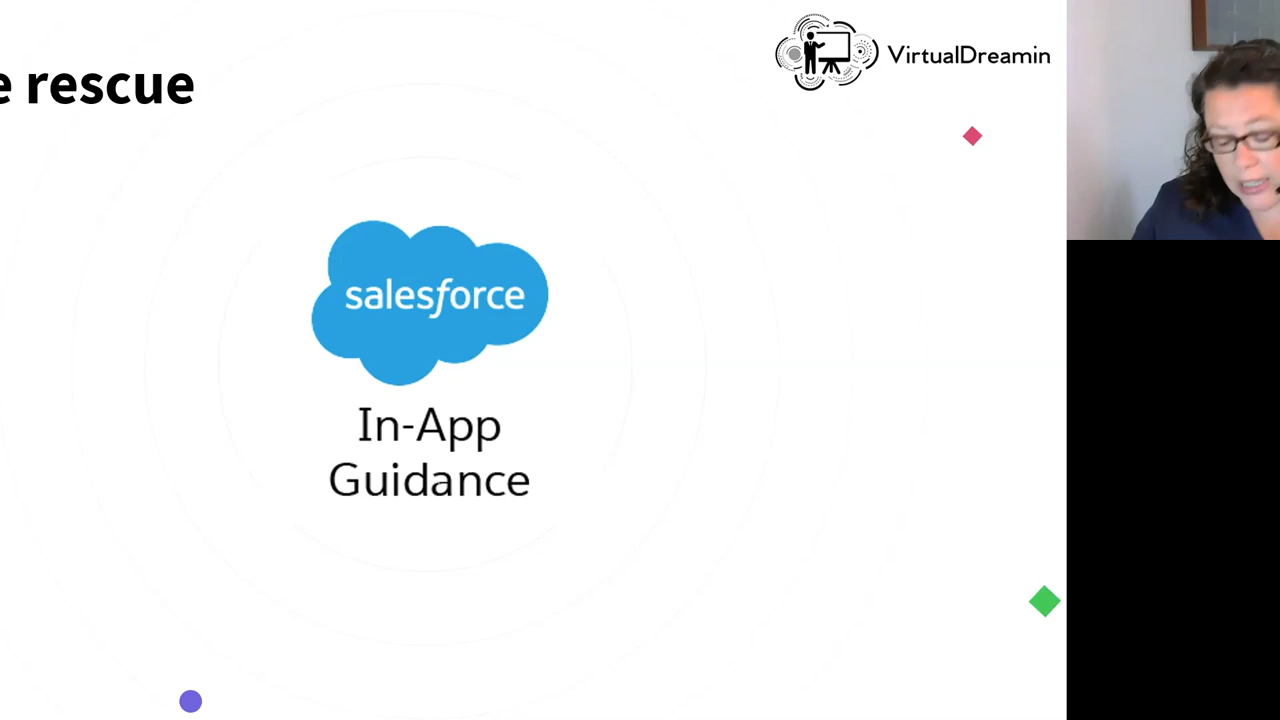 e rescue
VirtualDreamin
salesforce
In-App
Guidance